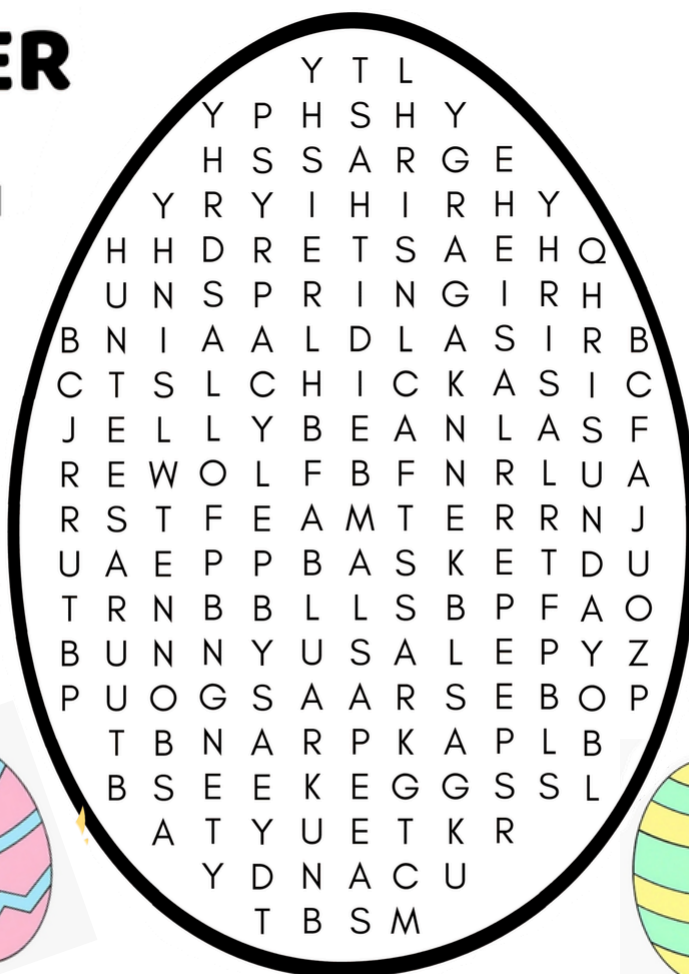 ER
Y T L
Y P H S H Y
H S S A R G E
Y R Y I H I R H Y
H H D R E T S A E H Q
U N S P R I N G I R H
B N I A A L D L A S I R B
C T S L C H I C K A S I C
J E L L Y B E A N L A S F
R E W O L F B F N R L U A
R S T F E A M T E R R N J
U A E P P B A S K E T D U
T R N B B L L S B P F A O
B U N N Y U S A L E P Y Z
P U O G S A A R S E B O P
T B N A R P K A P L B
B S E E K E G G S S L
A T Y U E T K R
Y D N A C U
T B S M